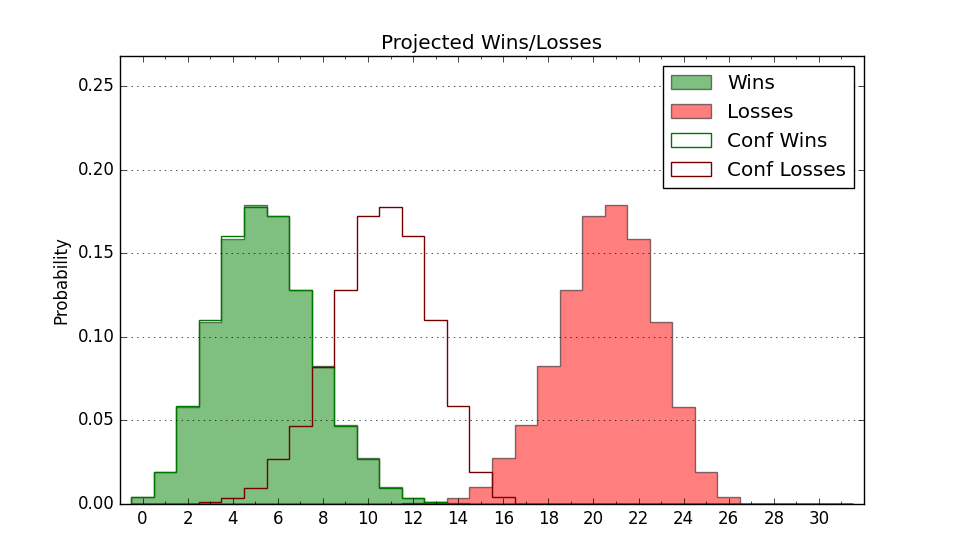 Projected Wins/Losses
Wins
Losses
Conf Wins
Conf Losses
Probability
0.25
0.20
0.15
0.10
0.05
0.00
0 2 4 6 8 10 12 14 16 18 20 22 24 26 28 30